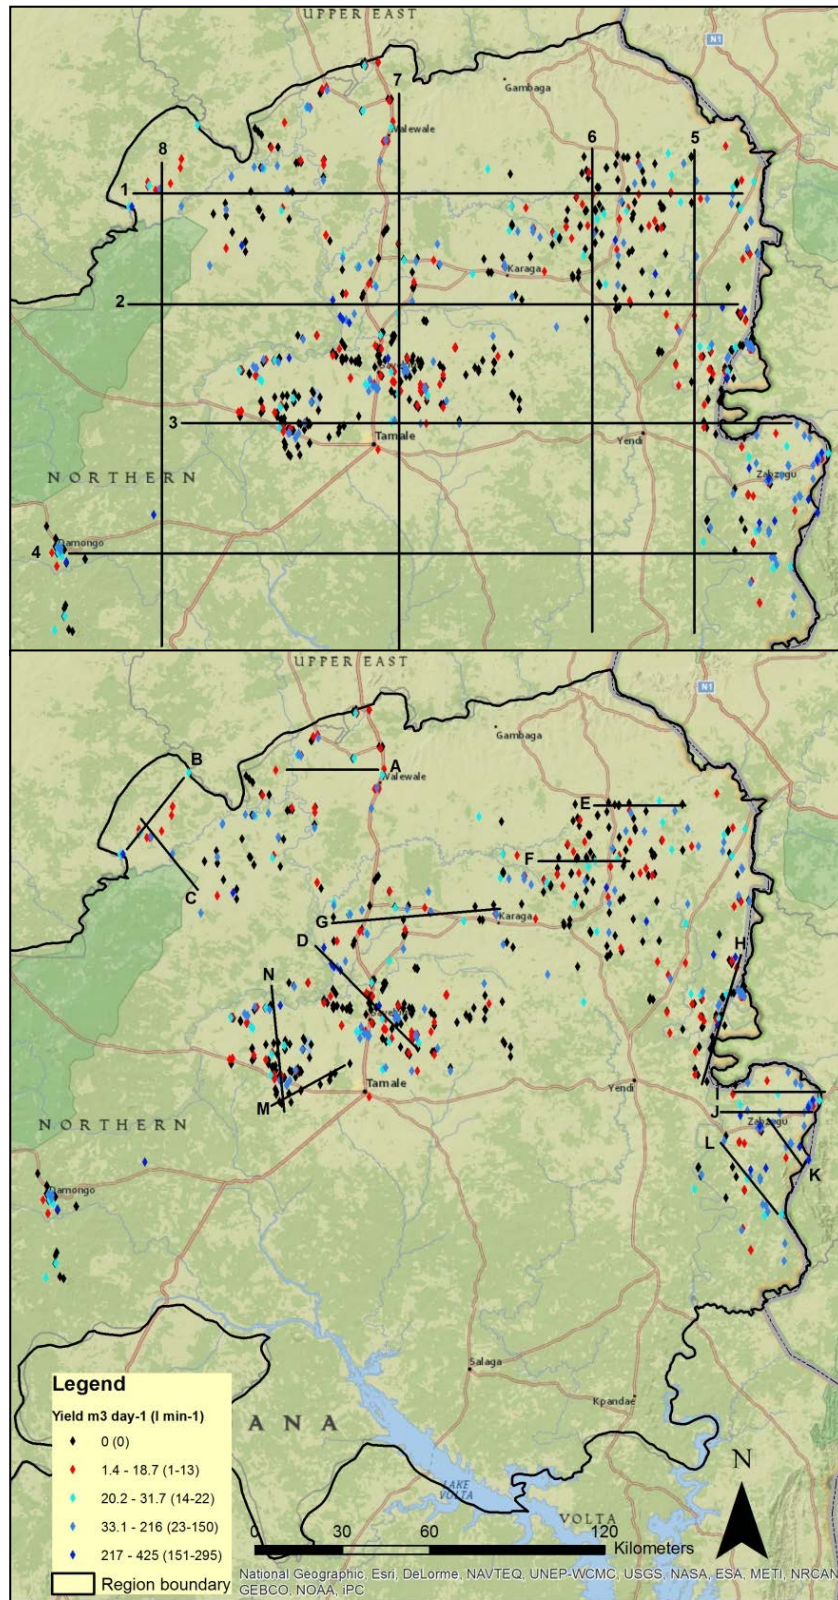 UPPER EAST
N1
7
Gambaga
Walewale
8
6
5
1
Karaga
2
3
Tamale
Yendi
NORTHERN
Zabzugu
Damongo
4
UPPER EAST
N1
Gambaga
B
A
Walewale
E
F
C
G
Karaga
D
H
N
Tamale
Yendi
M
I
J
Zabzugu
NORTHERN
L
K
Damongo
Salaga
Kpandae
Legend
Yield m3 day-1 (l min-1)
ANA
0 (0)
1.4 - 18.7 (1-13)
N
20.2 - 31.7 (14-22)
LAKE
VOLTA
33.1 - 216 (23-150)
VOLTA
217 - 425 (151-295)
0 30 60 120
Kilometers
Region boundary
National Geographic, Esri, DeLorme, NAVTEQ, UNEP-WCMC, USGS, NASA, ESA, METI, NRCAN
GEBCO, NOAA, iPC